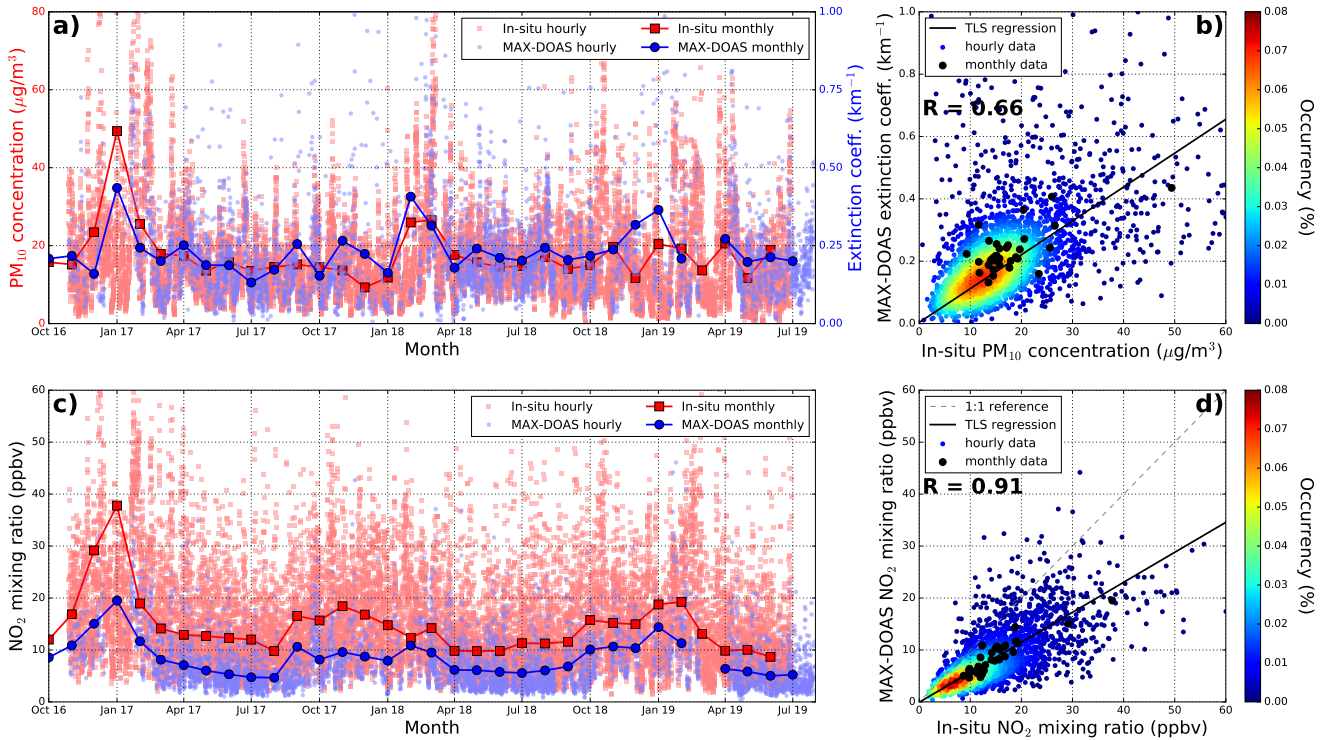 a)
In-situ hourly
MAX-DOAS hourly
In-situ monthly
MAX-DOAS monthly
PM₁₀ concentration (μg/m³)
80
60
40
20
0
Extinction coeff. (km⁻¹)
1.00
0.75
0.50
0.25
0.00
Oct 16 Jan 17 Apr 17 Jul 17 Oct 17 Jan 18 Apr 18 Jul 18 Oct 18 Jan 19 Apr 19 Jul 19
Month
b)
TLS regression
hourly data
monthly data
R = 0.66
MAX-DOAS extinction coeff. (km⁻¹)
1.0
0.8
0.6
0.4
0.2
0.0
0 10 20 30 40 50 60
In-situ PM₁₀ concentration (μg/m³)
0.08
0.07
0.06
0.05
0.04
0.03
0.02
0.01
0.00
Occurrency (%)
c)
In-situ hourly
MAX-DOAS hourly
In-situ monthly
MAX-DOAS monthly
NO₂ mixing ratio (ppbv)
60
50
40
30
20
10
0
Oct 16 Jan 17 Apr 17 Jul 17 Oct 17 Jan 18 Apr 18 Jul 18 Oct 18 Jan 19 Apr 19 Jul 19
Month
d)
1:1 reference
TLS regression
hourly data
monthly data
R = 0.91
MAX-DOAS NO₂ mixing ratio (ppbv)
60
50
40
30
20
10
0
0 10 20 30 40 50 60
In-situ NO₂ mixing ratio (ppbv)
0.08
0.07
0.06
0.05
0.04
0.03
0.02
0.01
0.00
Occurrency (%)